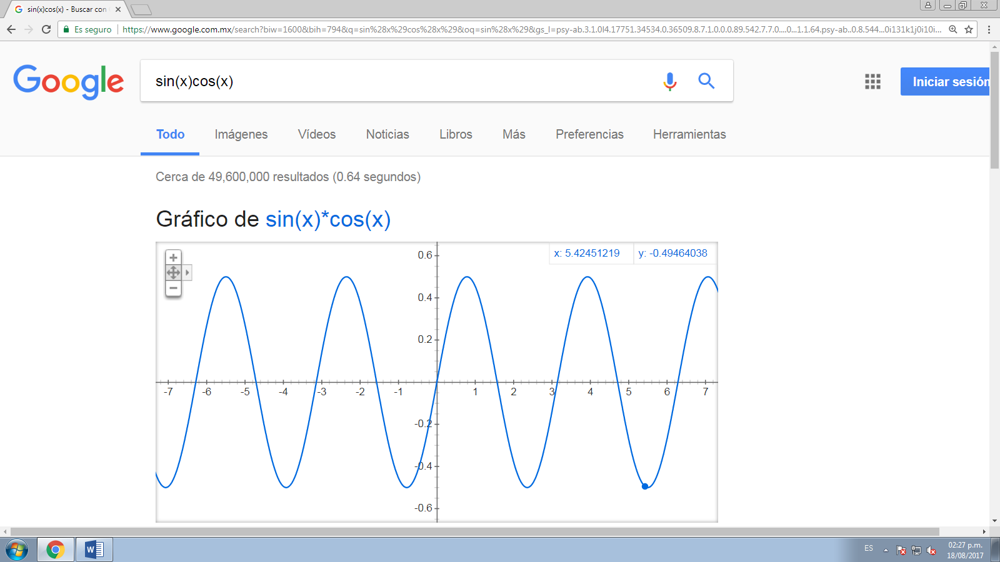 sin(x)cos(x) - Buscar con
Es seguro
https://www.google.com.mx/search?biw=1600&bih=794&q=sin%28x%29cos%28x%29&oq=sin%28x%29&gs_l=psy-ab.3.1.0l4.17751.34534.0.36509.8.7.1.0.0.0.89.542.7.7.0....0...1.1.64.psy-ab..0.8.544...0i131k1j0i10i...
Google
sin(x)cos(x)
Iniciar sesión
Todo Imágenes Vídeos Noticias Libros Más Preferencias Herramientas
Cerca de 49,600,000 resultados (0.64 segundos)
Gráfico de sin(x)*cos(x)
x: 5.42451219 y: -0.49464038
0.6
0.4
0.2
-7 -6 -5 -4 -3 -2 -1 1 2 3 4 5 6 7
-0.2
-0.4
-0.6
W
ES
02:27 p.m.
18/08/2017